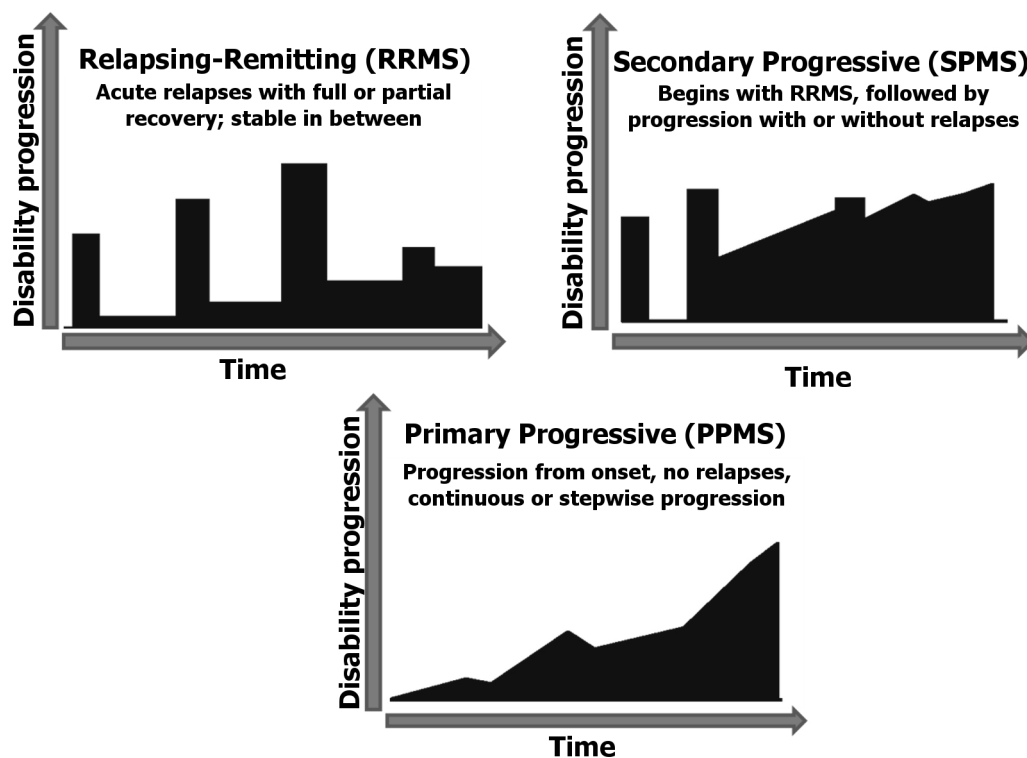 Disability progression
Relapsing-Remitting (RRMS)
Acute relapses with full or partial
recovery; stable in between
Time
Disability progression
Secondary Progressive (SPMS)
Begins with RRMS, followed by
progression with or without relapses
Time
Disability progression
Primary Progressive (PPMS)
Progression from onset, no relapses,
continuous or stepwise progression
Time